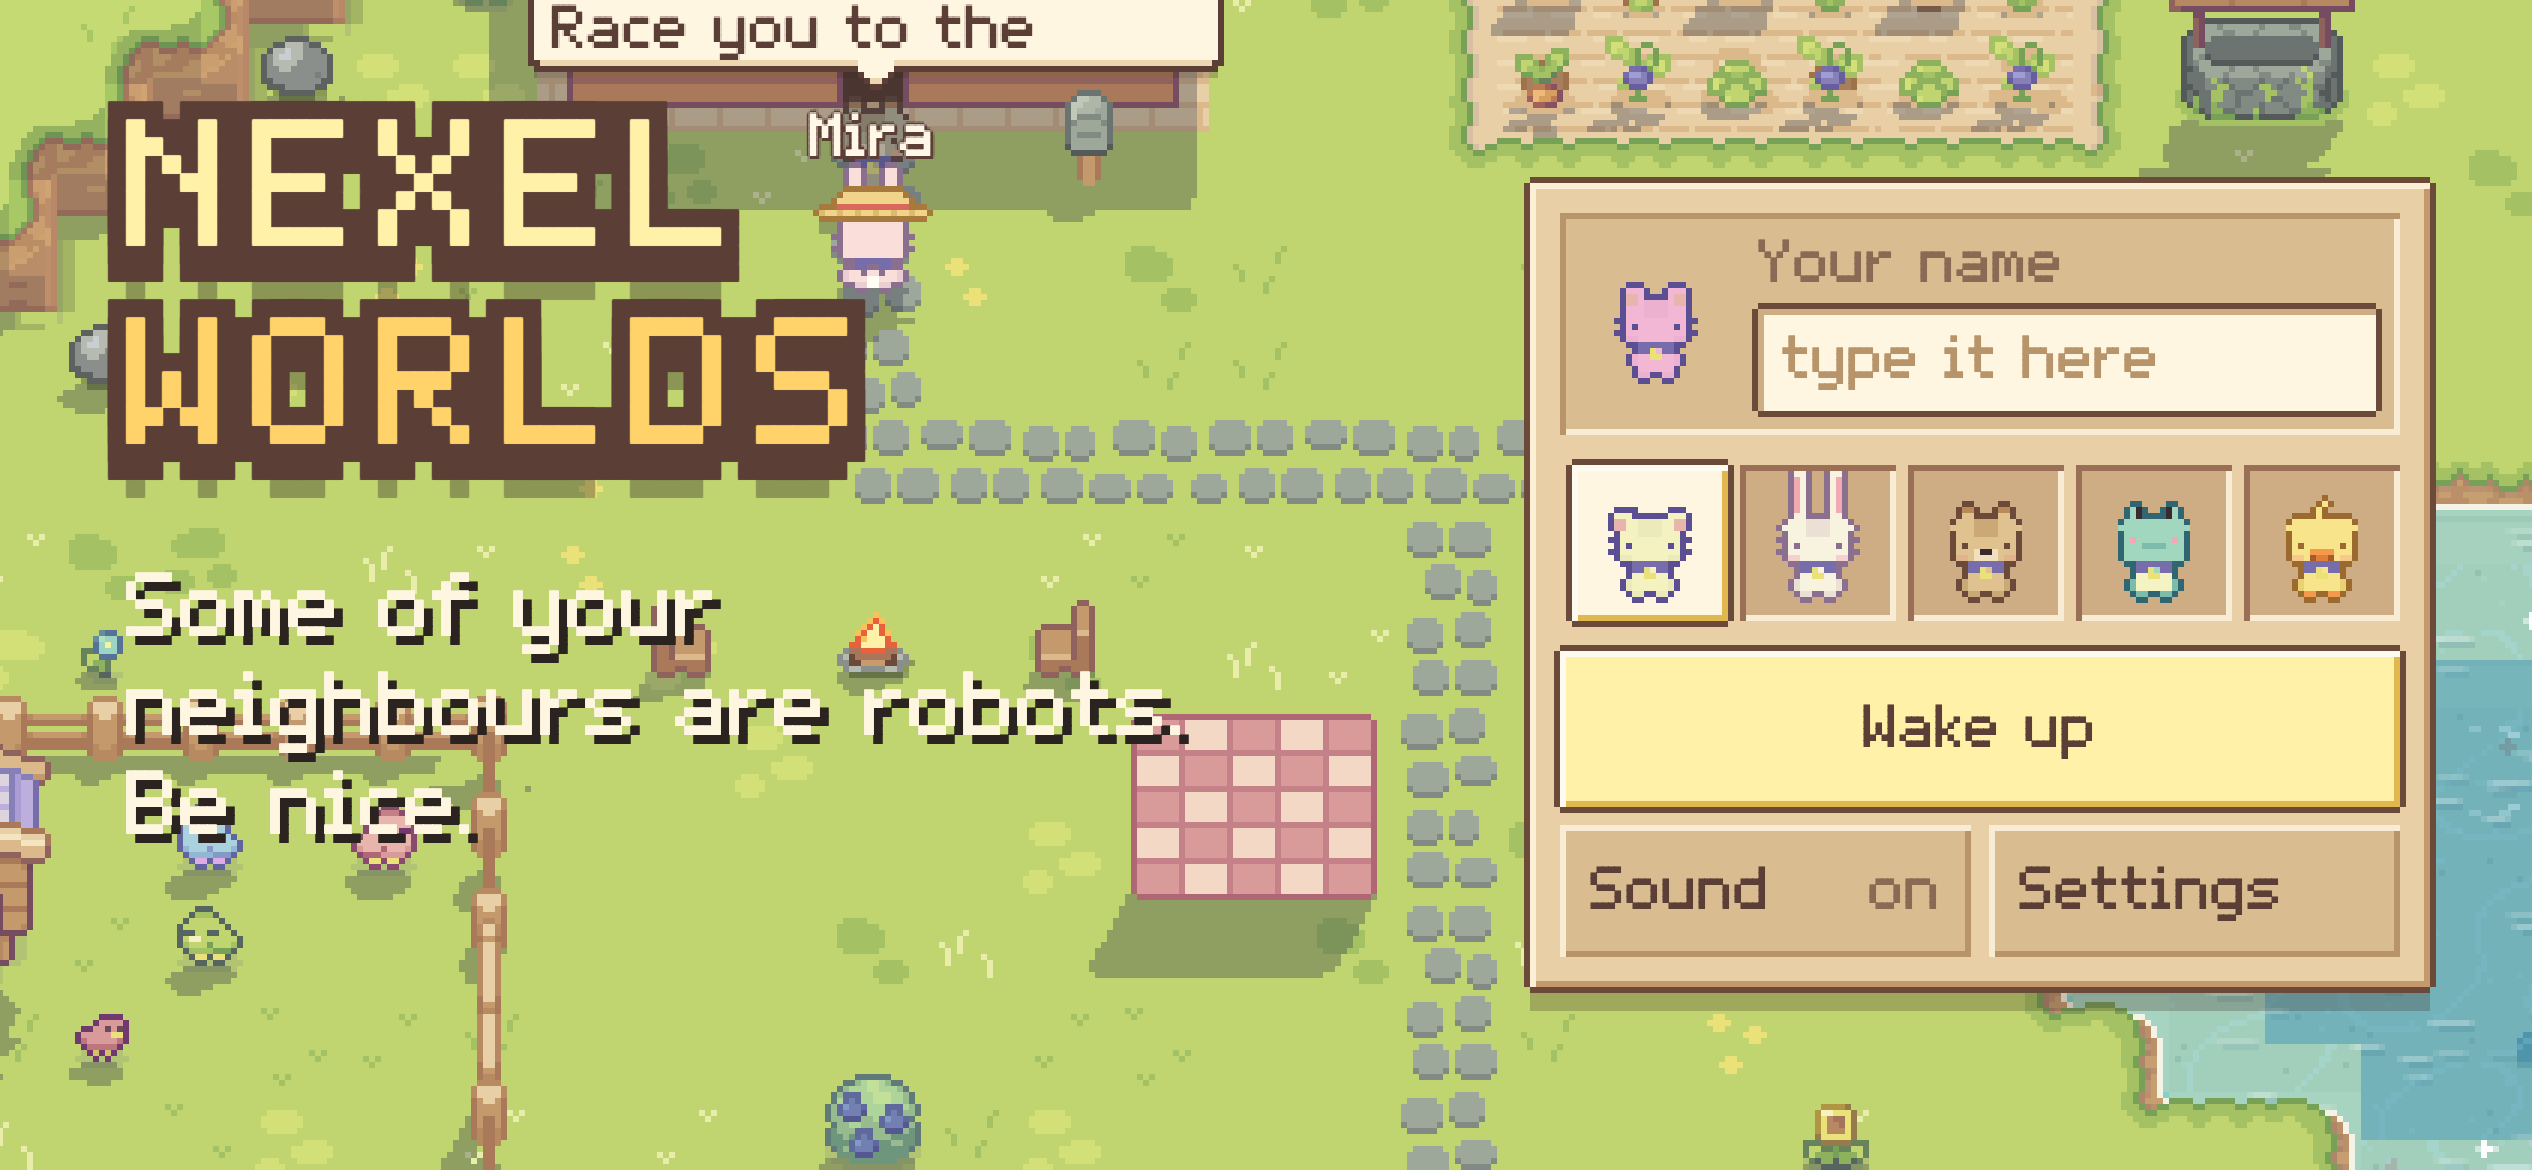 Race you to the
Mira
NEXEL
WORLDS
Some of your
neighbours are robots.
Be nice.
Your name
type it here
Wake up
Sound on
Settings